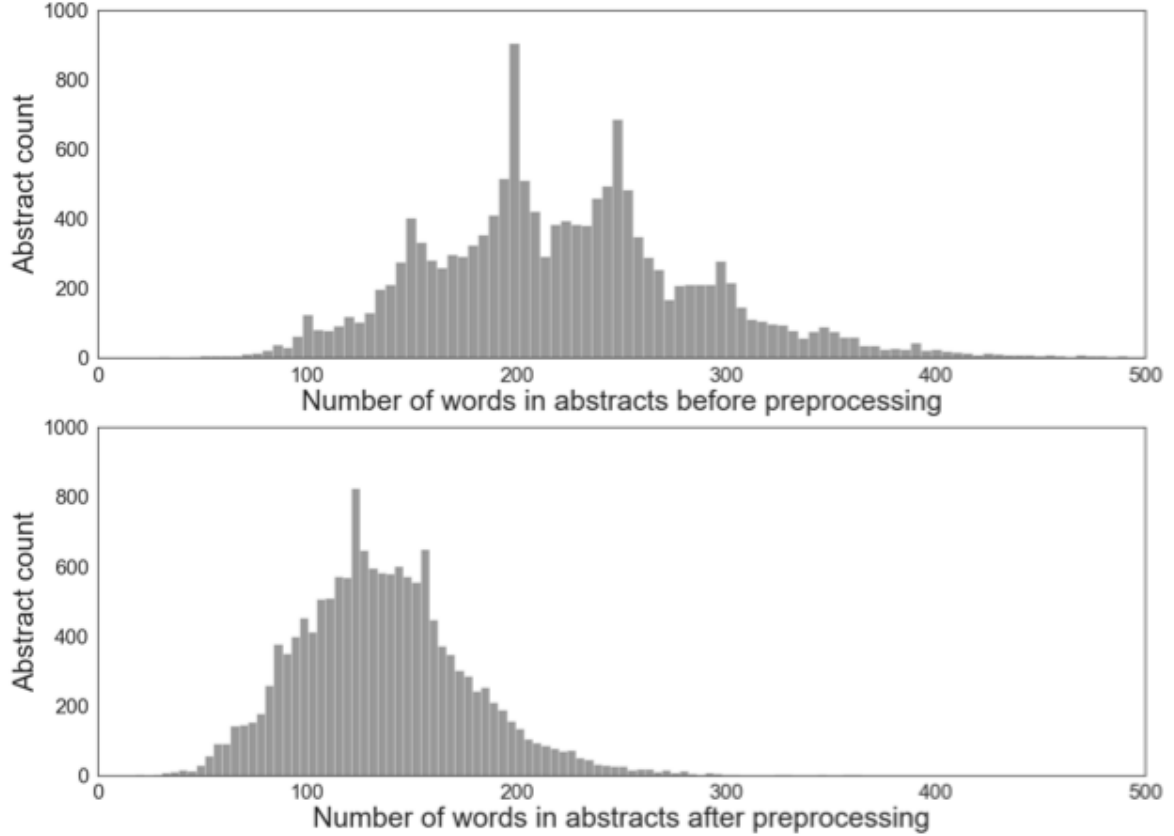 1000
800
600
400
200
0
Abstract count
0 100 200 300 400 500
Number of words in abstracts before preprocessing
1000
800
600
400
200
0
Abstract count
0 100 200 300 400 500
Number of words in abstracts after preprocessing